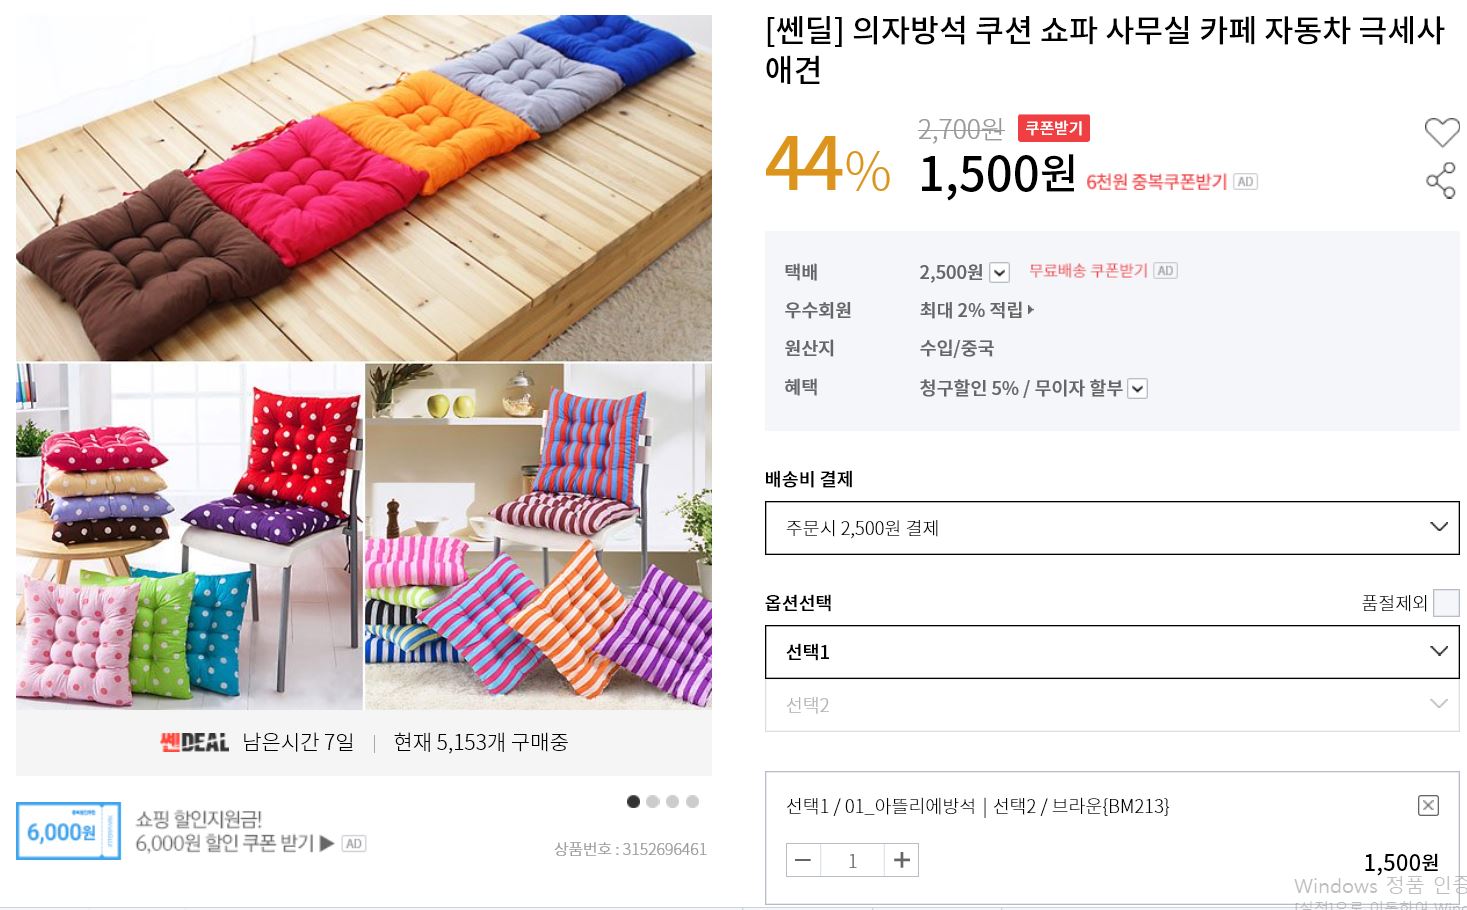 [쎈딜] 의자방석 쿠션 쇼파 사무실 카페 자동차 극세사
애견
44%
2,700원 쿠폰받기
1,500원 6천원 중복쿠폰받기 AD
택배 2,500원 무료배송 쿠폰받기 AD
우수회원 최대 2% 적립
원산지 수입/중국
혜택 청구할인 5% / 무이자 할부
배송비 결제
주문시 2,500원 결제
옵션선택 품절제외
선택1
선택2
선택1 / 01_아뜰리에방석 | 선택2 / 브라운{BM213}
1
1,500원
쎈DEAL 남은시간 7일 | 현재 5,153개 구매중
6,000원
쇼핑 할인지원금!
6,000원 할인 쿠폰 받기 ▶ AD
상품번호 : 3152696461
Windows 정품 인증